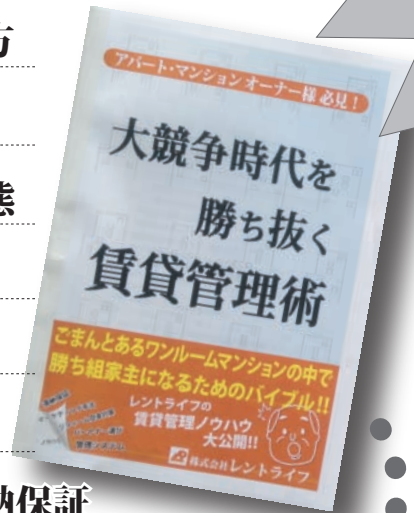 方
態
納保証
アパート・マンションオーナー様 必見！
大競争時代を
勝ち抜く
賃貸管理術
ごまんとあるワンルームマンションの中で
勝ち組家主になるためのバイブル!!
レントライフの
賃貸管理ノウハウ
大公開!!
株式会社レントライフ